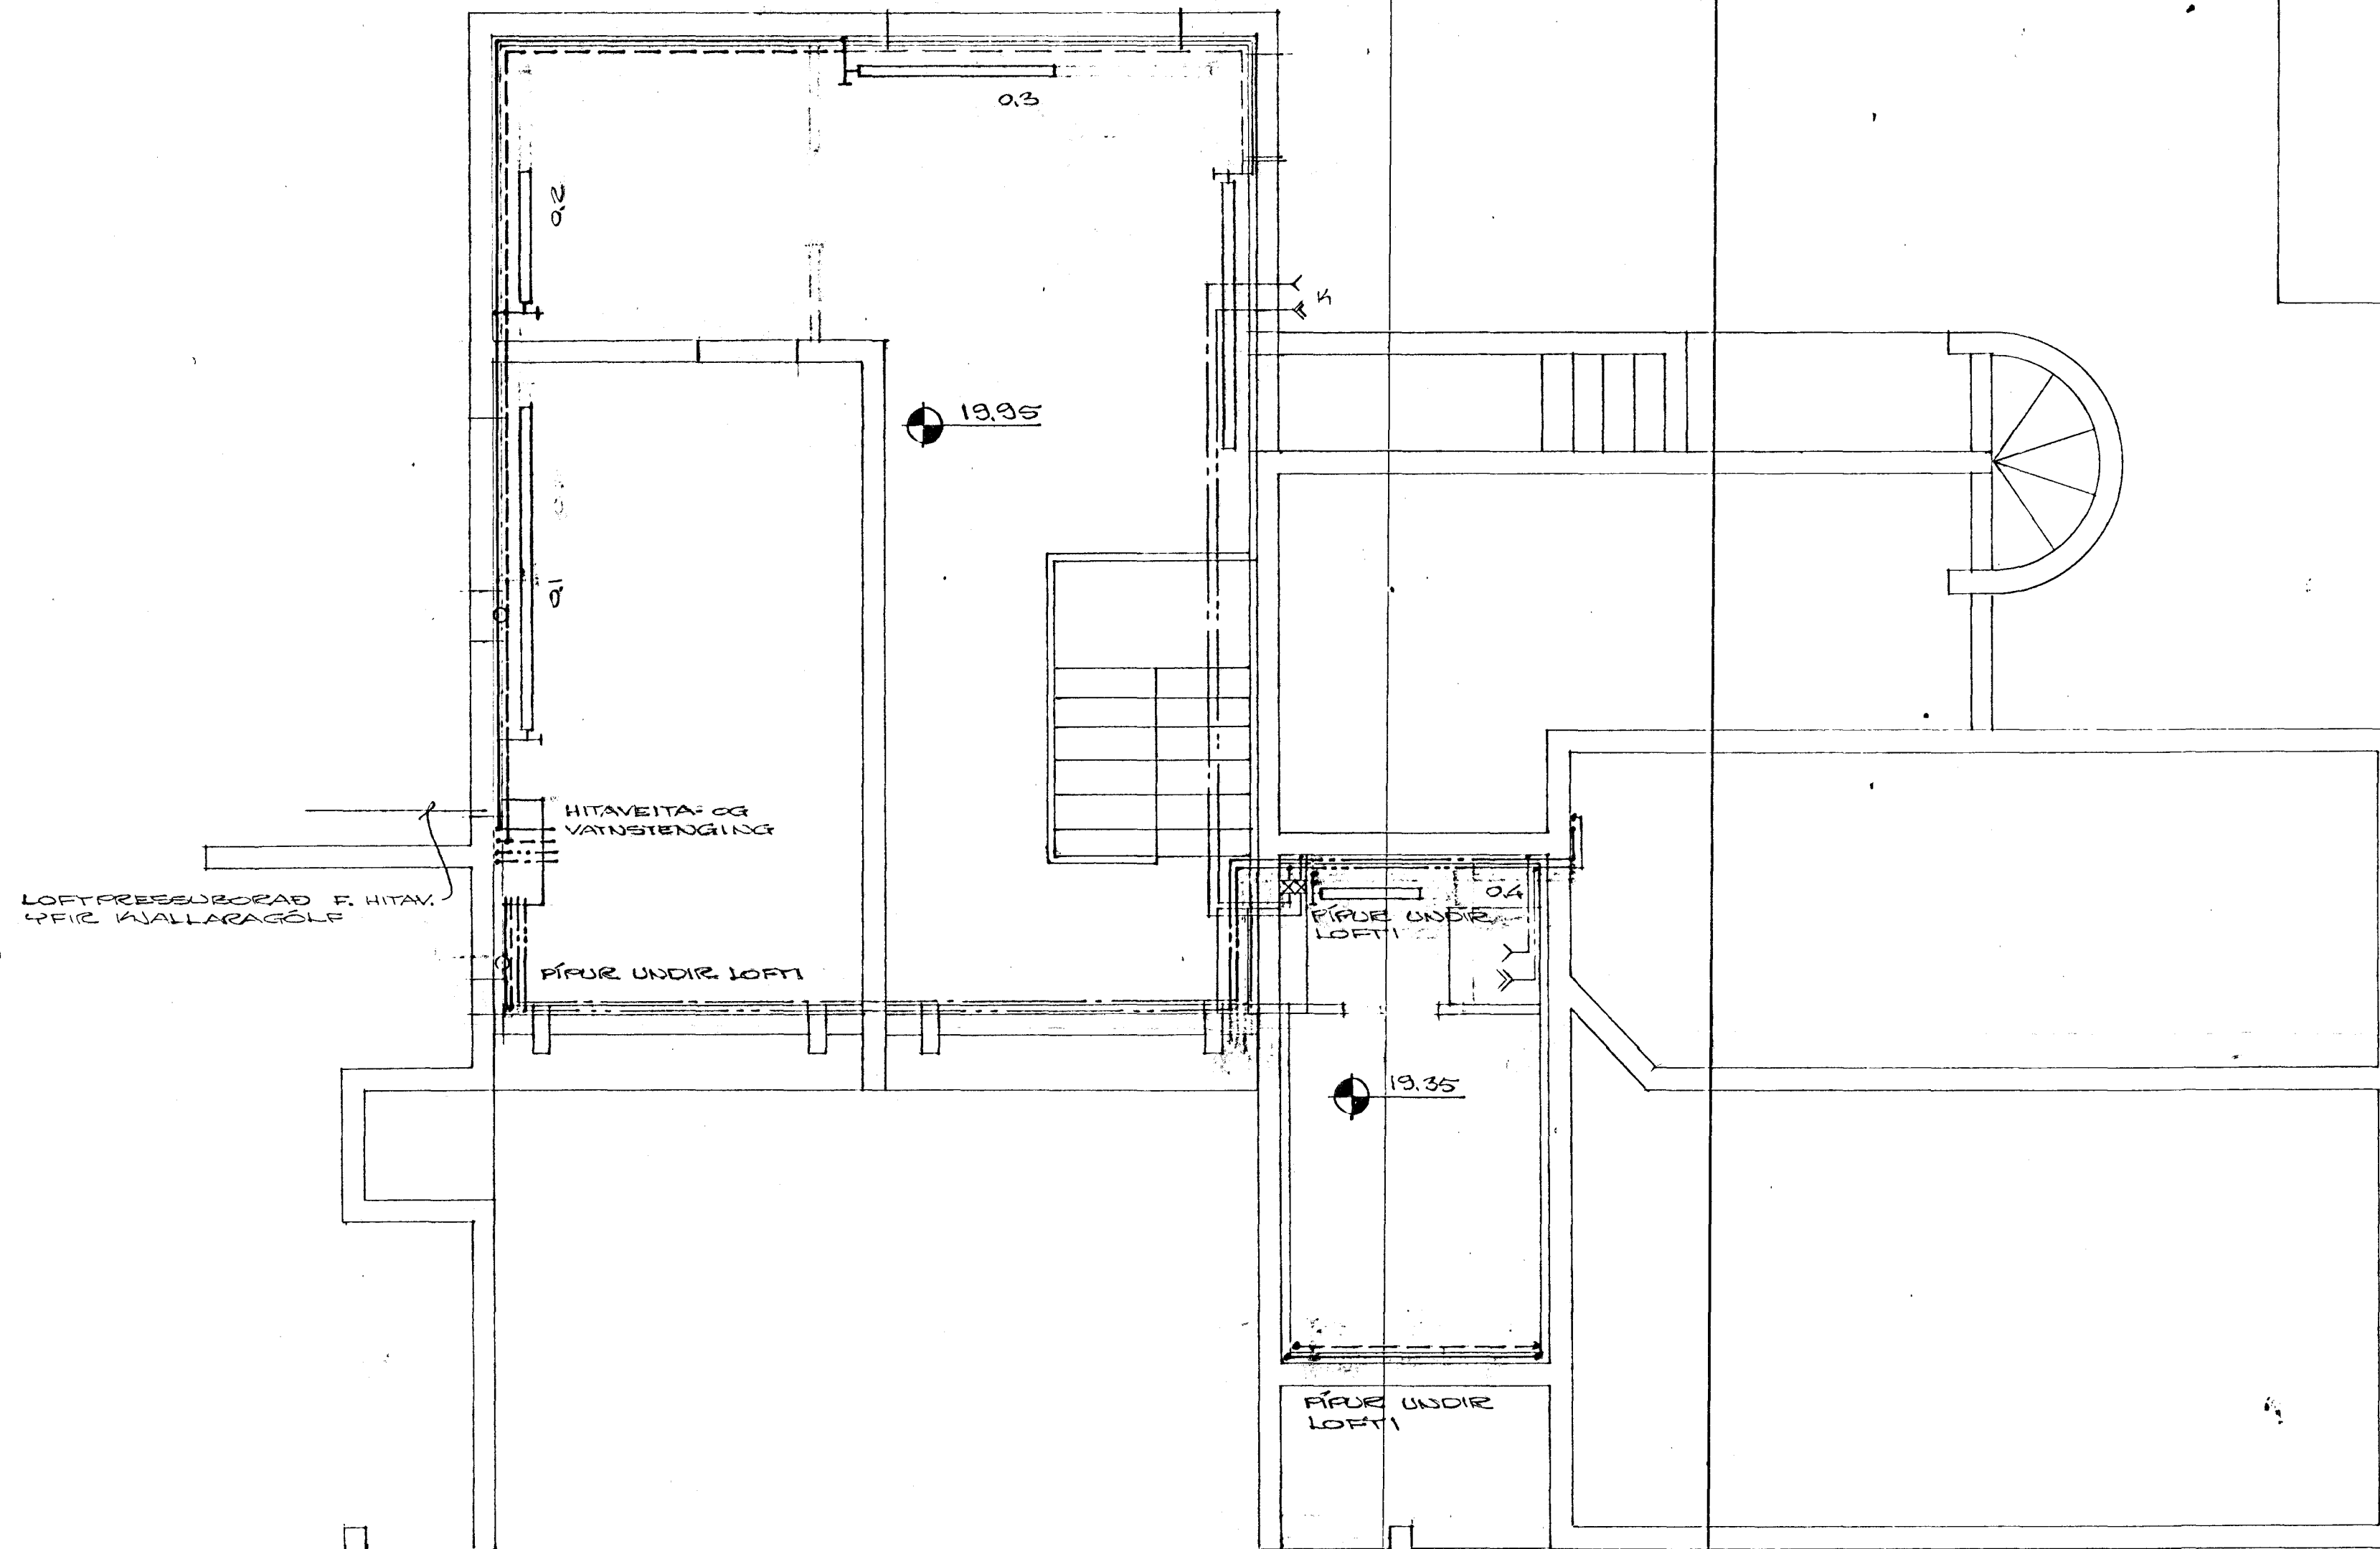 0.3
0.2
K
19.95
0.1
HITAVEITA- OG
VATNSTENGING
LOFTPRESSUBORAÐ F. HITAV.
YFIR KJALLARAGÓLF
0.4
PÍPUR UNDIR
LOFTI
PÍPUR UNDIR LOFTI
19.35
PÍPUR UNDIR
LOFTI